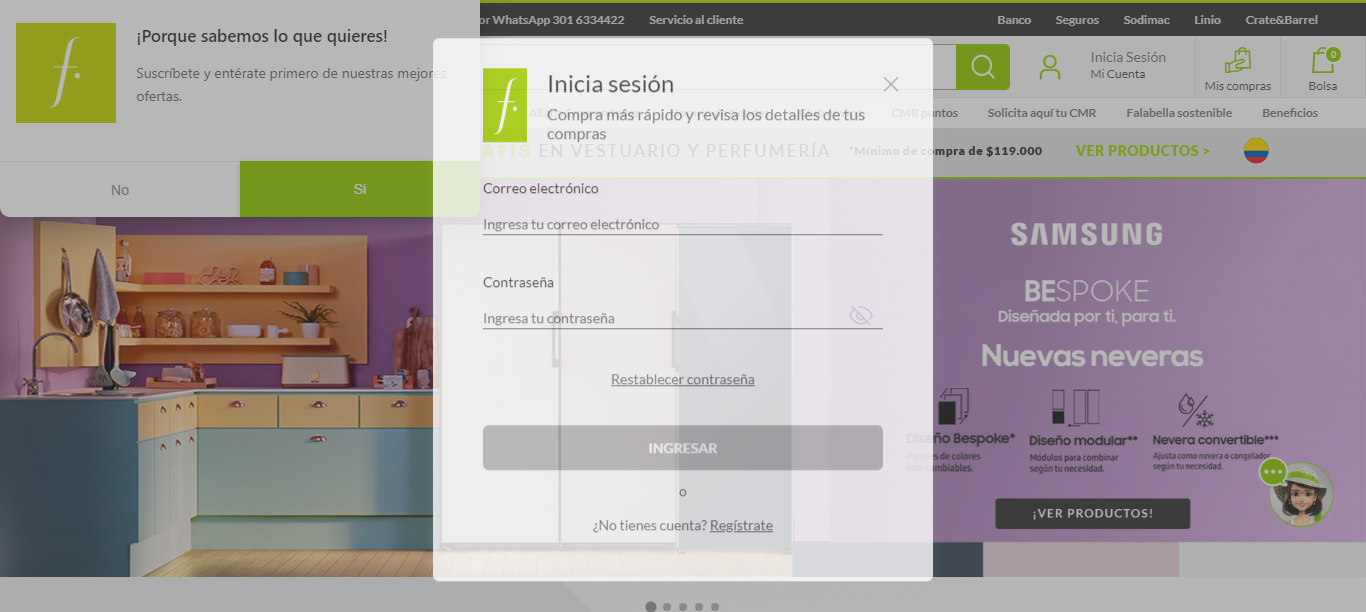 ¡Porque sabemos lo que quieres!
Suscríbete y entérate primero de nuestras mejores
ofertas.
No
Si
or WhatsApp 301 6334422
Servicio al cliente
Banco
Seguros
Sodimac
Linio
Crate&Barrel
Inicia Sesión
Mi Cuenta
Mis compras
0
Bolsa
CMR puntos
Solicita aquí tu CMR
Falabella sostenible
Beneficios
ATIS EN VESTUARIO Y PERFUMERÍA
*Mínimo de compra de $119.000
VER PRODUCTOS >
f.
Inicia sesión
Compra más rápido y revisa los detalles de tus
compras
Correo electrónico
Ingresa tu correo electrónico
Contraseña
Ingresa tu contraseña
Restablecer contraseña
INGRESAR
o
¿No tienes cuenta? Regístrate
SAMSUNG
BESPOKE
Diseñada por ti, para ti.
Nuevas neveras
Diseño Bespoke*
Paneles de colores
intercambiables.
Diseño modular**
Módulos para combinar
según tu necesidad.
Nevera convertible***
Ajusta como nevera o congelador
según tu necesidad.
¡VER PRODUCTOS!